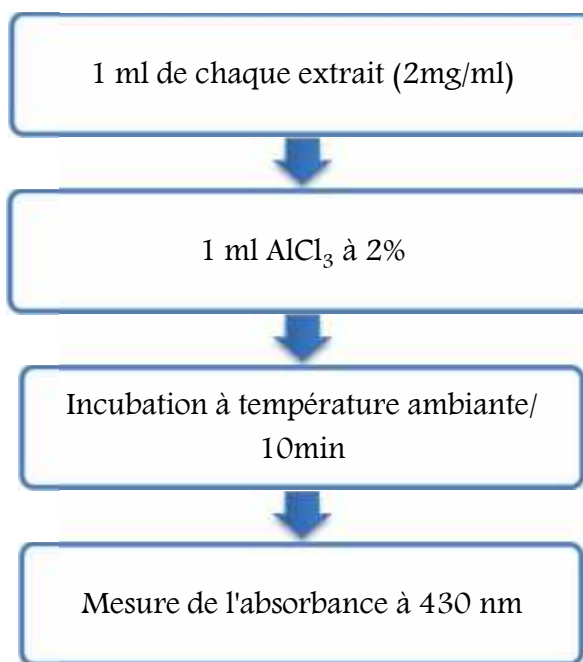 1 ml de chaque extrait (2mg/ml)
1 ml AlCl₃ à 2%
Incubation à température ambiante/
10min
Mesure de l'absorbance à 430 nm